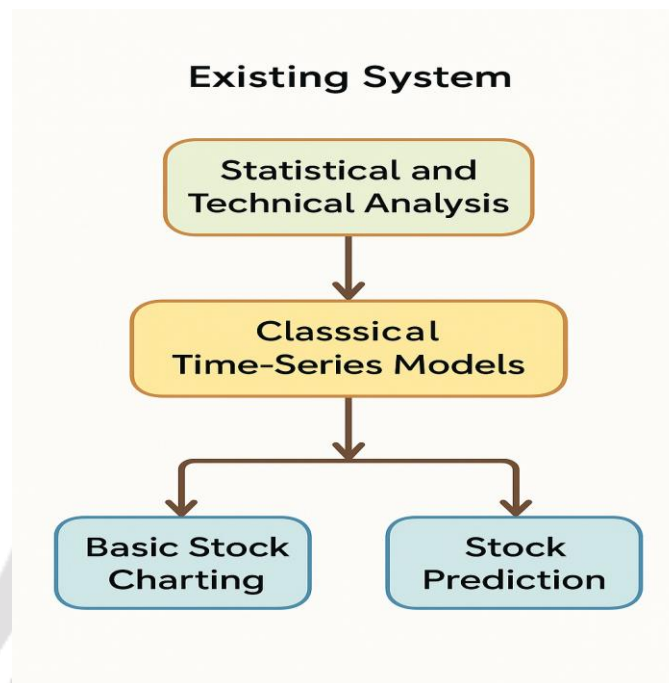 Existing System
Statistical and
Technical Analysis
Classsical
Time-Series Models
Basic Stock
Charting
Stock
Prediction